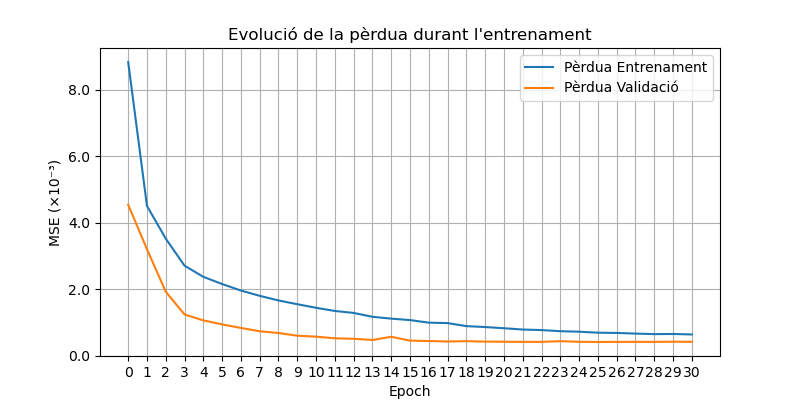 Evolució de la pèrdua durant l'entrenament
Pèrdua Entrenament
Pèrdua Validació
MSE (×10⁻³)
8.0
6.0
4.0
2.0
0.0
0 1 2 3 4 5 6 7 8 9 10 11 12 13 14 15 16 17 18 19 20 21 22 23 24 25 26 27 28 29 30
Epoch